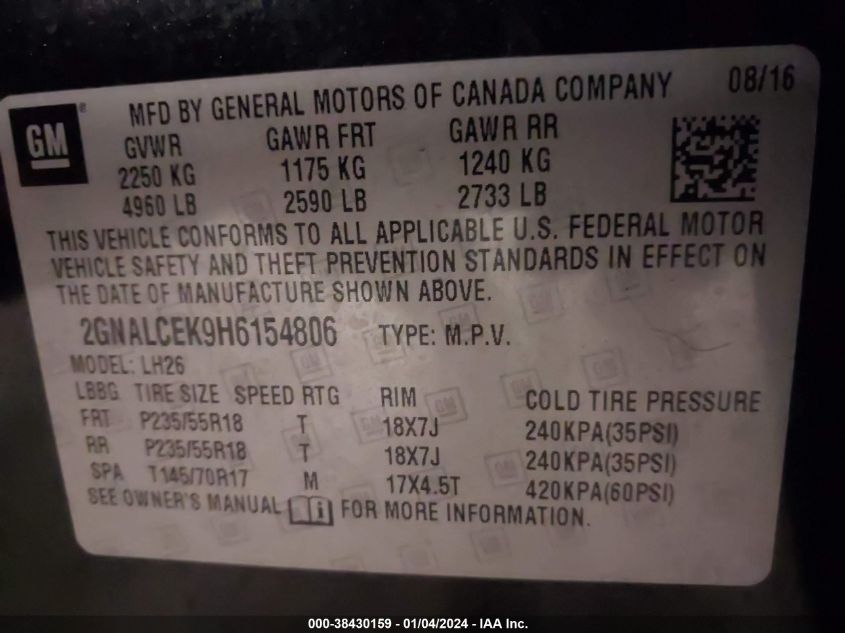 GM ®
MFD BY GENERAL MOTORS OF CANADA COMPANY 08/16
GVWR GAWR FRT GAWR RR
2250 KG 1175 KG 1240 KG
4960 LB 2590 LB 2733 LB
THIS VEHICLE CONFORMS TO ALL APPLICABLE U.S. FEDERAL MOTOR
VEHICLE SAFETY AND THEFT PREVENTION STANDARDS IN EFFECT ON
THE DATE OF MANUFACTURE SHOWN ABOVE.
2GNALCEK9H6154806 TYPE: M.P.V.
MODEL: LH26
LBBG TIRE SIZE SPEED RTG RIM COLD TIRE PRESSURE
FRT P235/55R18 T 18X7J 240KPA(35PSI)
RR P235/55R18 T 18X7J 240KPA(35PSI)
SPA T145/70R17 M 17X4.5T 420KPA(60PSI)
SEE OWNER'S MANUAL i FOR MORE INFORMATION.
000-38430159 — 01/04/2024 — IAA Inc.